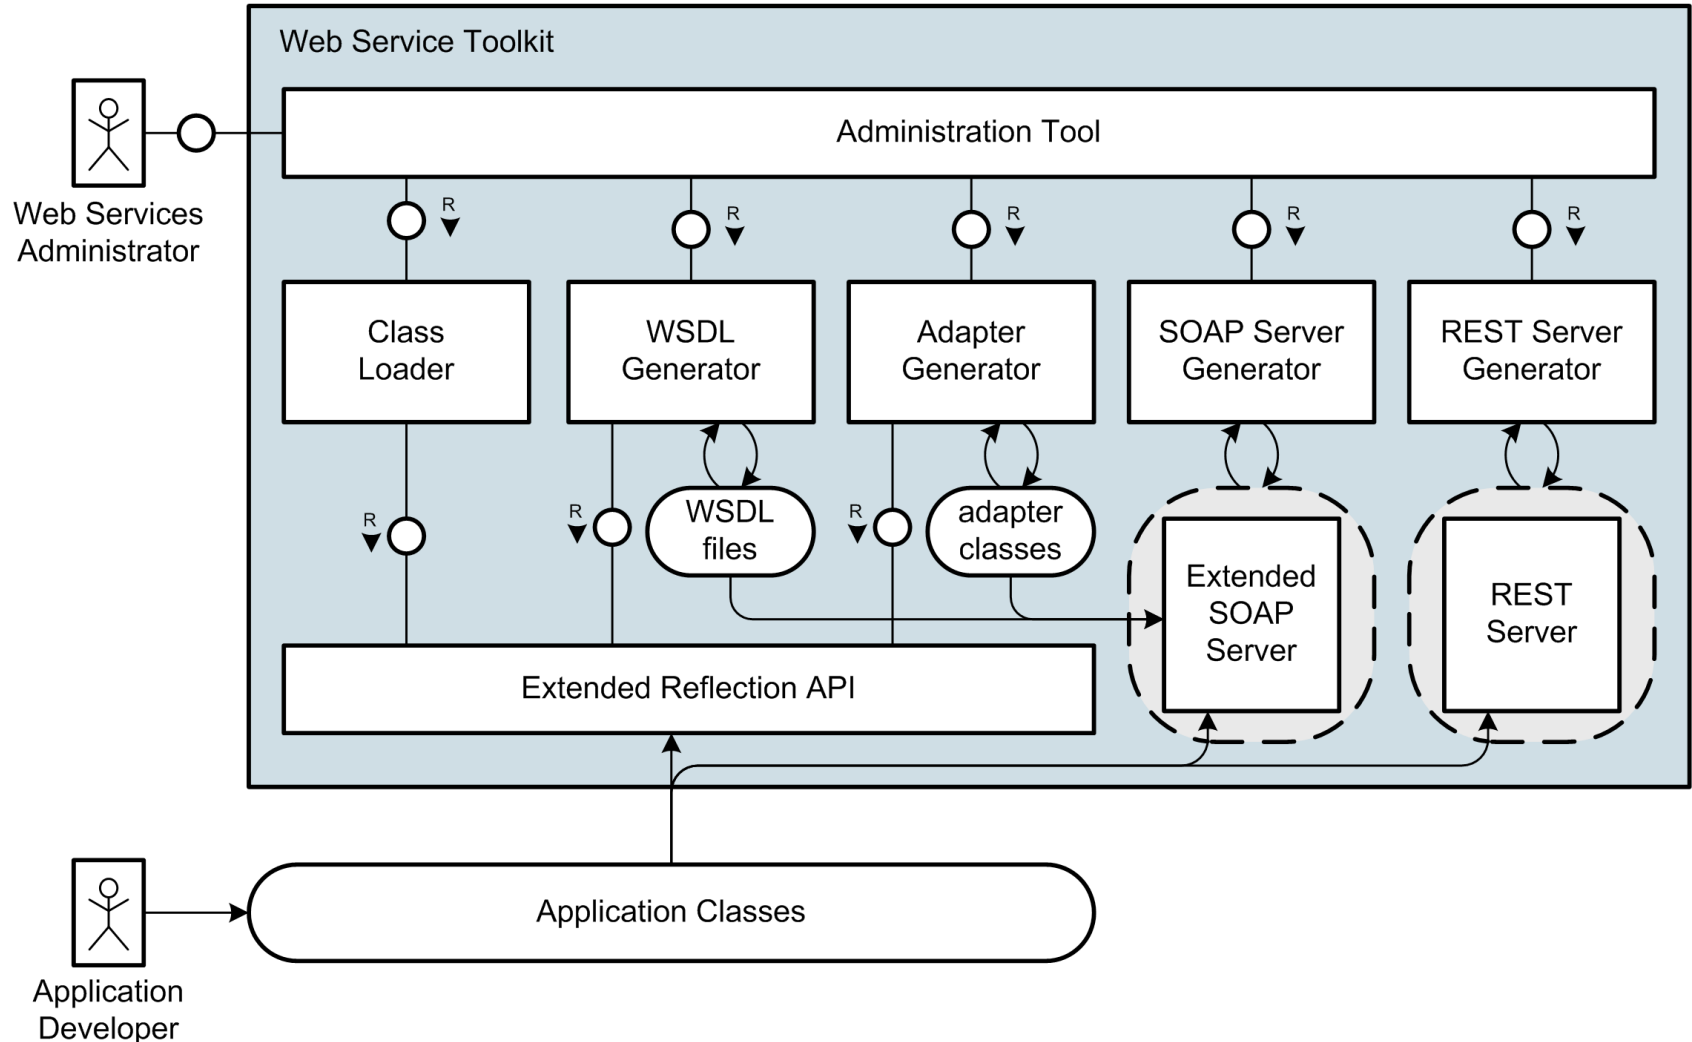 Web Service Toolkit
Administration Tool
Web Services
Administrator
R
R
R
R
R
Class
Loader
WSDL
Generator
Adapter
Generator
SOAP Server
Generator
REST Server
Generator
R
R
R
WSDL
files
adapter
classes
Extended
SOAP
Server
REST
Server
Extended Reflection API
Application Classes
Application
Developer